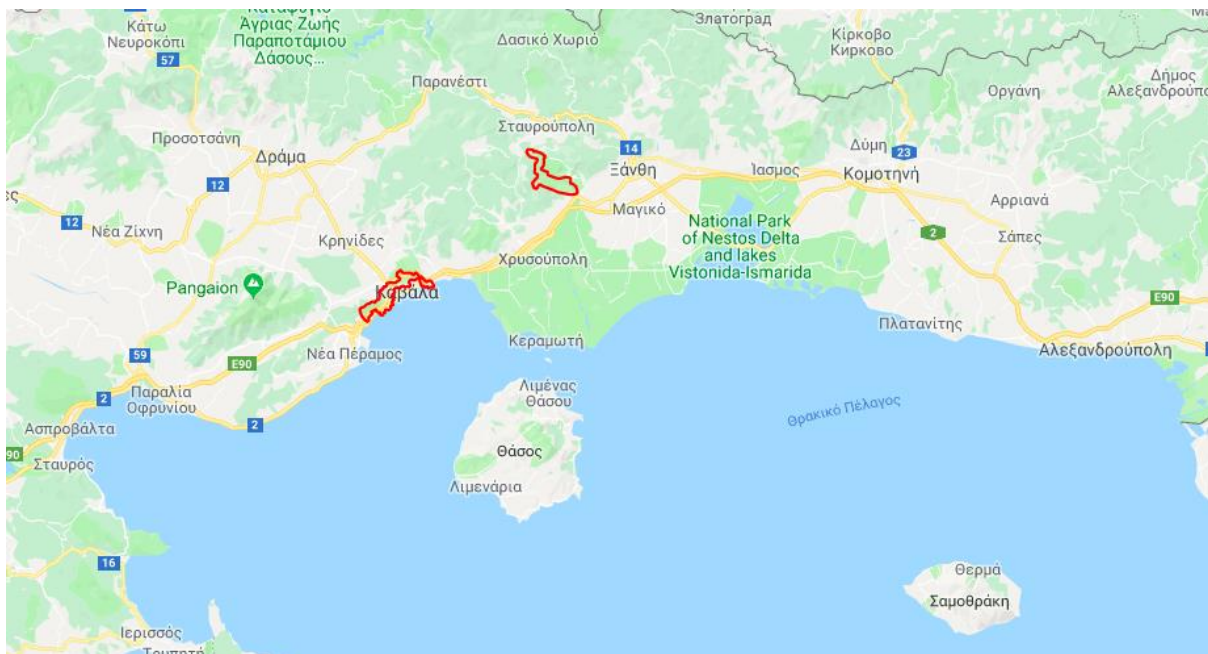 Καταφύγιο
Άγριας Ζωής
Παραποτάμιου
Δάσους...
Κάτω
Νευροκόπι
57
Δασικό Χωριό
Златоград
Κίρκοβο
Кирково
Παρανέστι
Οργάνη
Δήμος
Σταυρούπολη
Προσοτσάνη
Δράμα
14
Ξάνθη
Δύμη
23
Ίασμος
Κομοτηνή
12
12
Νέα Ζίχνη
Μαγικό
Αρριανά
Σάπες
2
National Park
of Nestos Delta
and lakes
Vistonida-Ismarida
Κρηνίδες
Χρυσούπολη
Pangaion
Καβάλα
E90
Πλατανίτης
Αλεξανδρούπολη
Κεραμωτή
Νέα Πέραμος
59
E90
2
Παραλία
Οφρυνίου
2
Λιμένας
Θάσου
Θρακικό Πέλαγος
Ασπροβάλτα
90
Σταυρός
Θάσος
Λιμενάρια
16
Θερμά
Σαμοθράκη
Ιερισσός